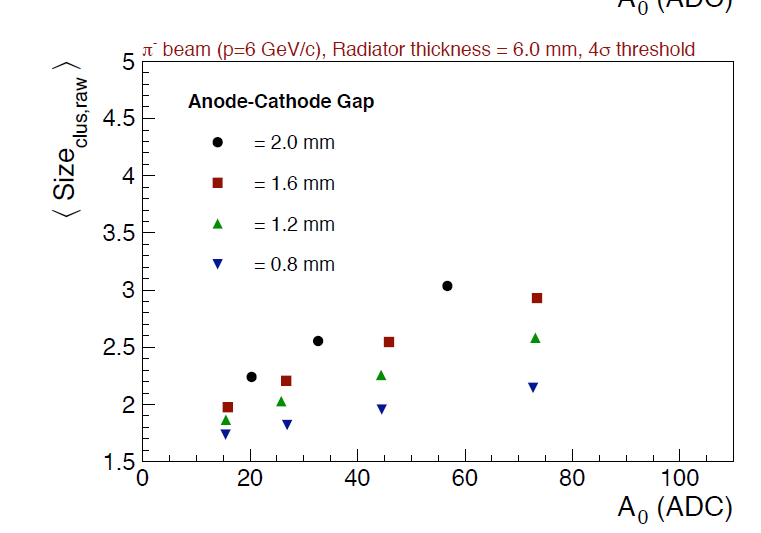 A0 (ADC)
π- beam (p=6 GeV/c), Radiator thickness = 6.0 mm, 4σ threshold
⟨ Sizeclus,raw ⟩
5
4.5
4
3.5
3
2.5
2
1.5
Anode-Cathode Gap
= 2.0 mm
= 1.6 mm
= 1.2 mm
= 0.8 mm
0 20 40 60 80 100
A0 (ADC)